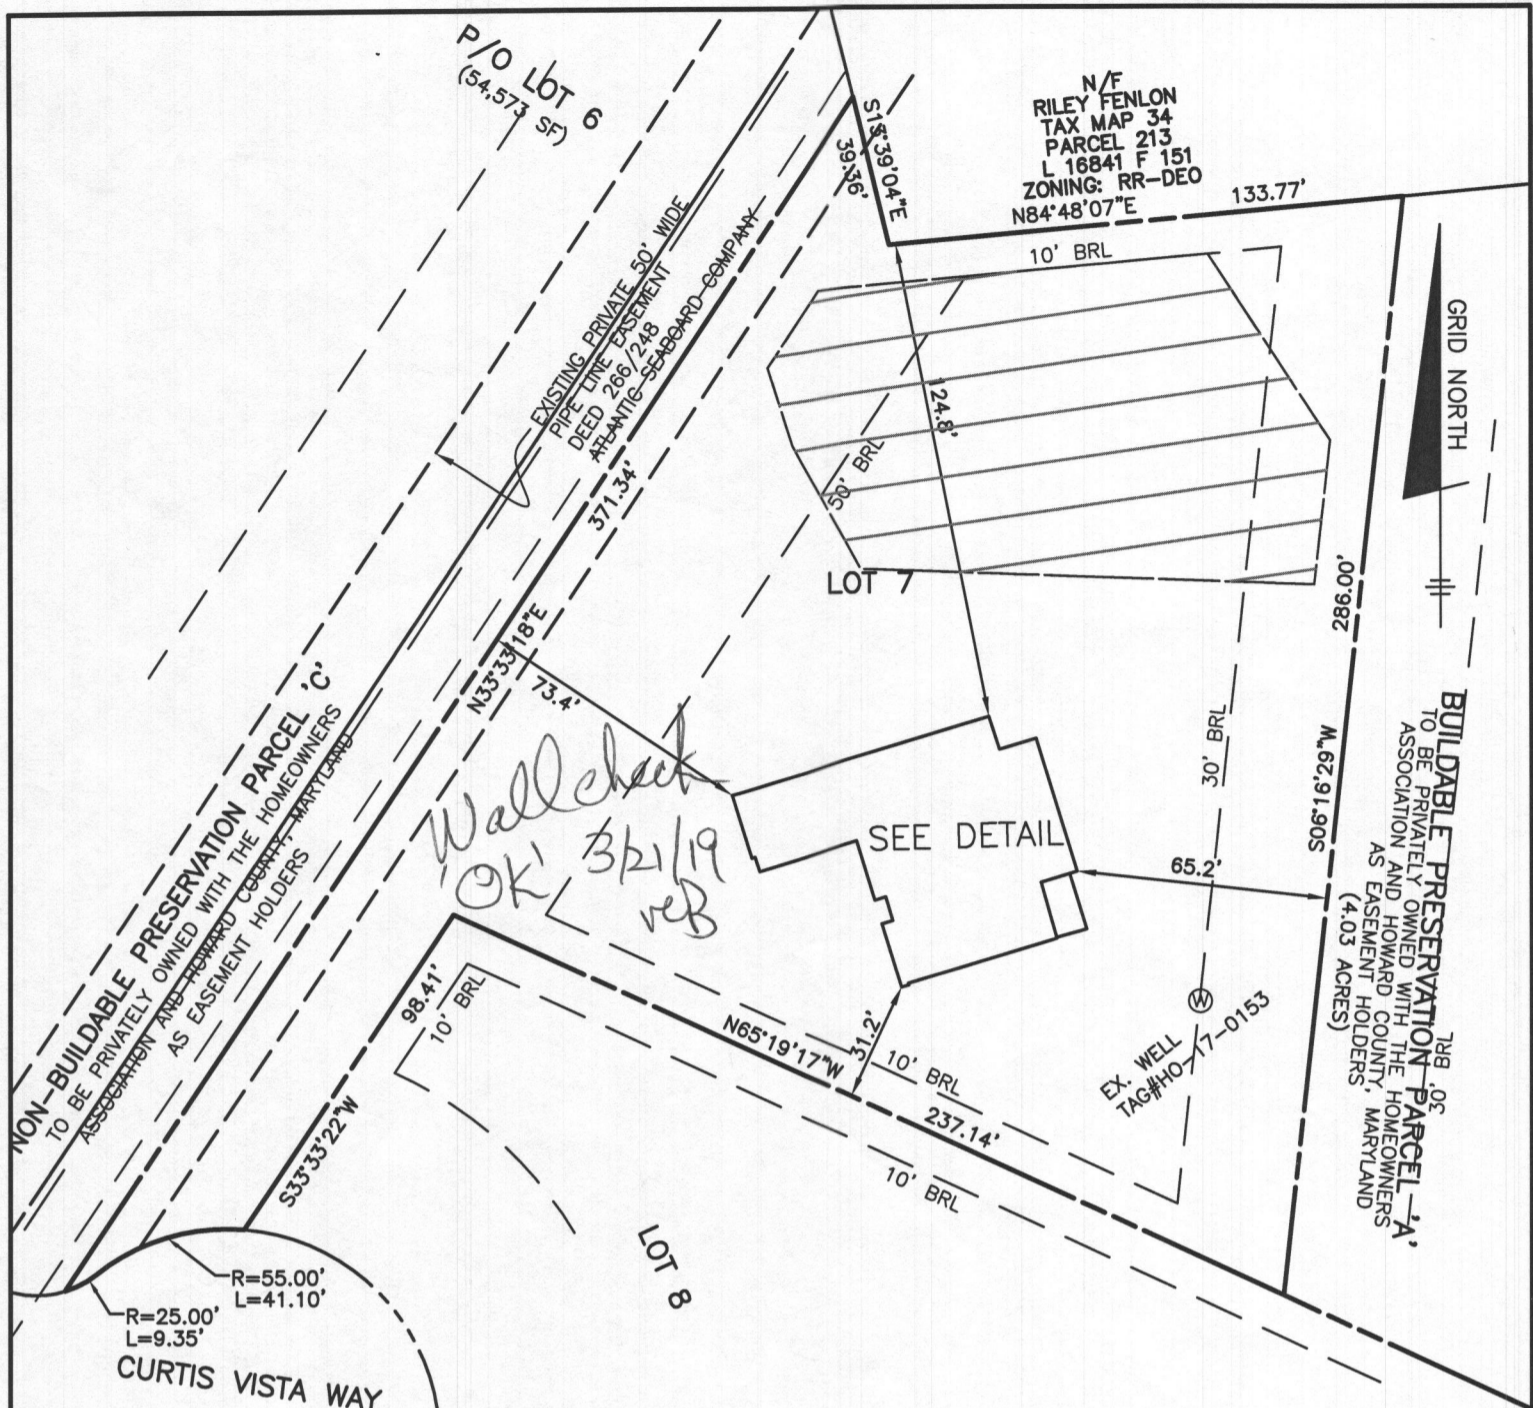 P/O LOT 6
(54,573 SF)
N/F
RILEY FENLON
TAX MAP 34
PARCEL 213
L 16841 F 151
ZONING: RR-DEO
N84°48'07"E
133.77'
39.36'
10' BRL
GRID NORTH
EXISTING PRIVATE 50' WIDE
PIPE LINE EASEMENT
DEED 266/248
ATLANTIC SEABOARD COMPANY
371.34'
N33°33'18"E
124.8'
50' BRL
LOT 7
286.00'
S06°16'29"W
30' BRL
73.4'
Wallcheck
'OK' 3/21/19
SEE DETAIL
65.2'
BUILDABLE PRESERVATION PARCEL 'A'
TO BE PRIVATELY OWNED WITH THE HOMEOWNERS
ASSOCIATION AND HOWARD COUNTY, MARYLAND
AS EASEMENT HOLDERS
(4.03 ACRES)
30' BRL
NON-BUILDABLE PRESERVATION PARCEL 'C'
TO BE PRIVATELY OWNED WITH THE HOMEOWNERS
ASSOCIATION AND HOWARD COUNTY, MARYLAND
AS EASEMENT HOLDERS
98.41'
10' BRL
S33°33'22"W
N65°19'17"W
31.2'
10' BRL
237.14'
10' BRL
EX. WELL
TAG#HO-17-0153
W
LOT 8
R=55.00'
L=41.10'
R=25.00'
L=9.35'
CURTIS VISTA WAY